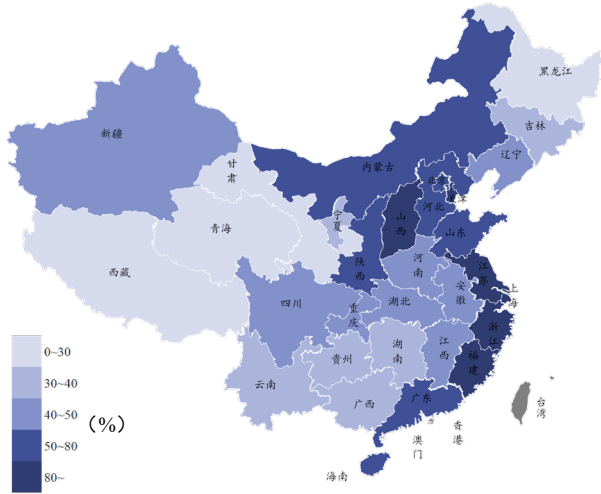 黑龙江
吉林
辽宁
新疆
内蒙古
甘肃
北京
天津
河北
宁夏
山西
青海
山东
西藏
陕西
河南
江苏
安徽
上海
四川
重庆
湖北
浙江
江西
湖南
贵州
福建
云南
广西
广东
台湾
香港
澳门
海南
0~30
30~40
40~50
50~80
80~
(%)